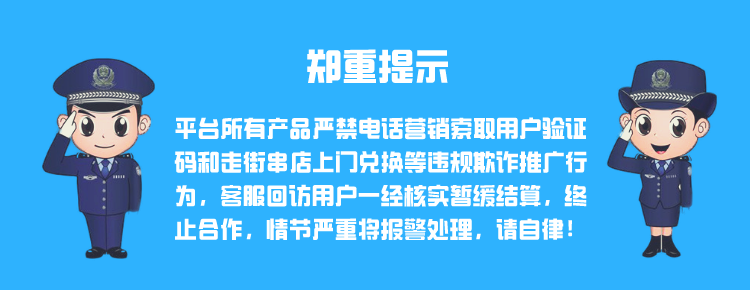 郑重提示
平台所有产品严禁电话营销索取用户验证
码和走街串店上门兑换等违规欺诈推广行
为，客服回访用户一经核实暂缓结算，终
止合作，情节严重将报警处理，请自律！